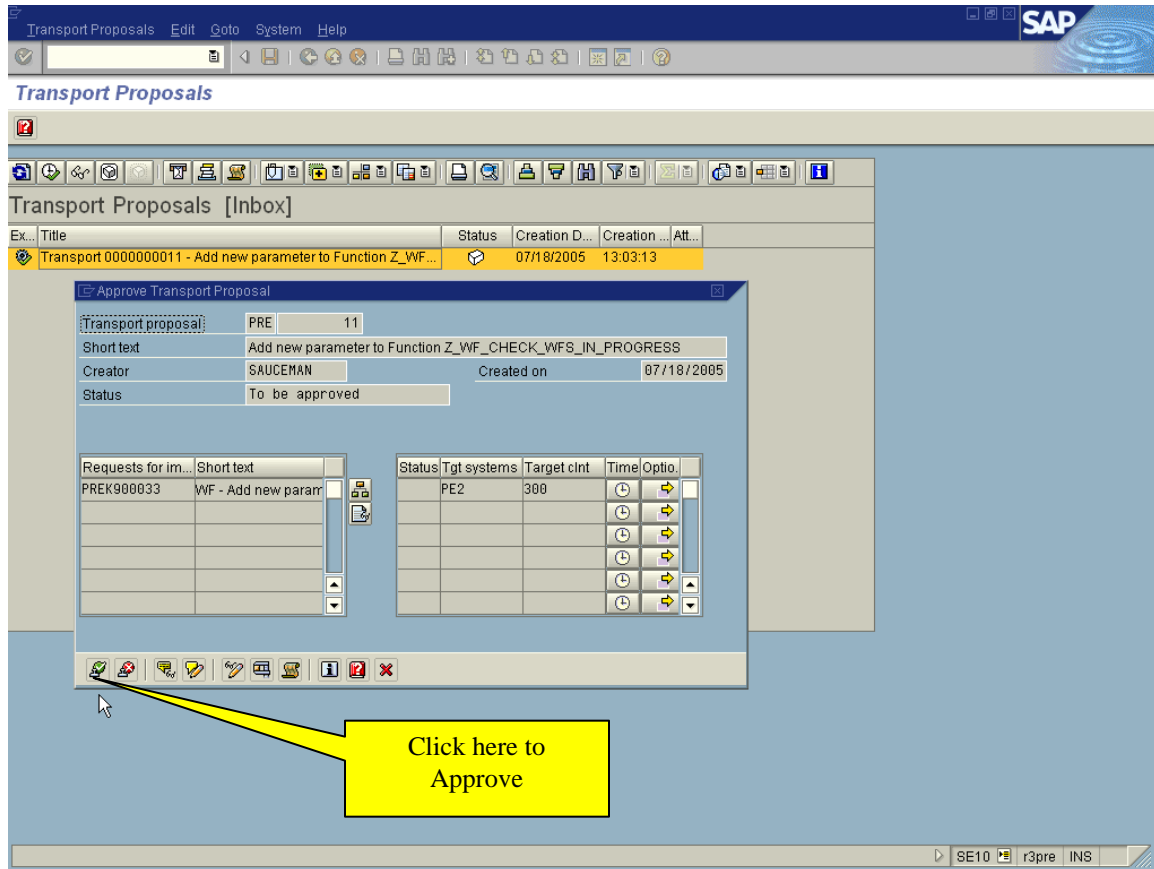 Transport Proposals Edit Goto System Help
SAP
Transport Proposals
Transport Proposals [Inbox]
Ex... Title Status Creation D... Creation ... Att...
Transport 0000000011 - Add new parameter to Function Z_WF... 07/18/2005 13:03:13
Approve Transport Proposal
Transport proposal PRE 11
Short text Add new parameter to Function Z_WF_CHECK_WFS_IN_PROGRESS
Creator SAUCEMAN Created on 07/18/2005
Status To be approved
Requests for im... Short text Status Tgt systems Target clnt Time Optio.
PREK900033 WF - Add new param PE2 300
Click here to
Approve
SE10 r3pre INS